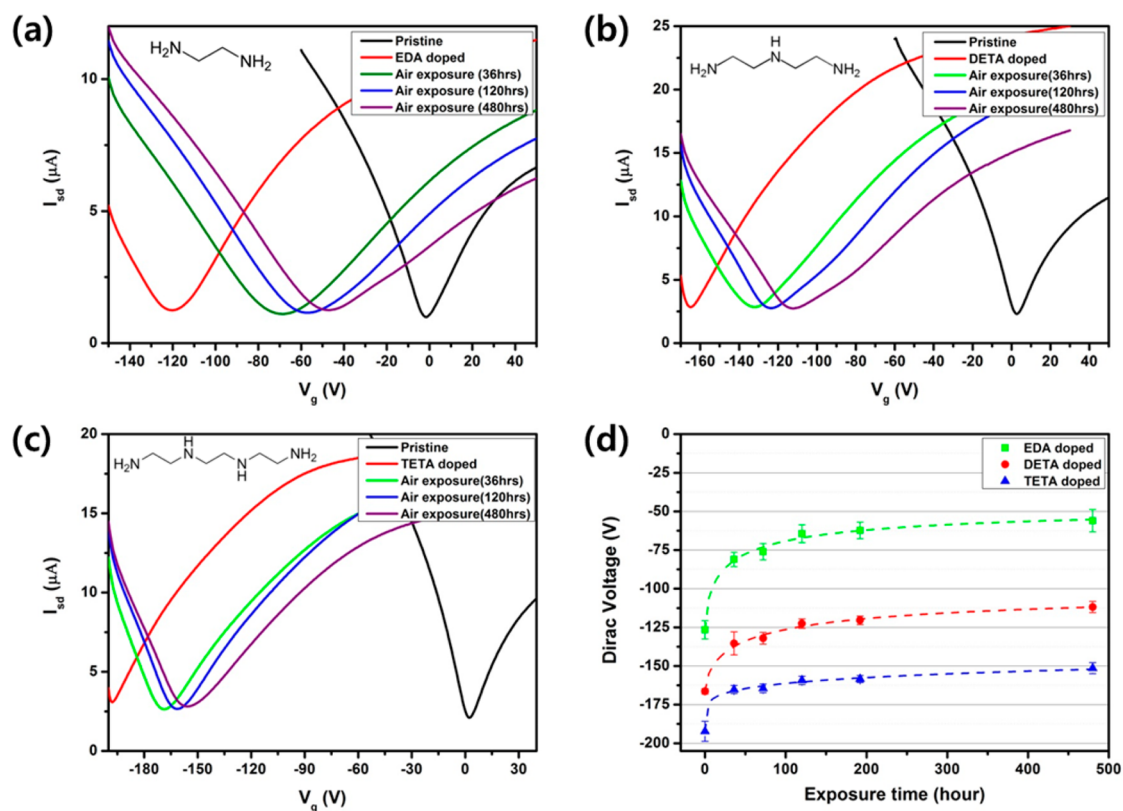 (a)
H₂N
NH₂
Pristine
EDA doped
Air exposure (36hrs)
Air exposure (120hrs)
Air exposure (480hrs)
10
5
0
I_sd (μA)
-140 -120 -100 -80 -60 -40 -20 0 20 40
V_g (V)
(b)
H
N
H₂N
NH₂
Pristine
DETA doped
Air exposure(36hrs)
Air exposure(120hrs)
Air exposure(480hrs)
25
20
15
10
5
0
I_sd (μA)
-160 -140 -120 -100 -80 -60 -40 -20 0 20 40
V_g (V)
(c)
H
N
H₂N
N
H
NH₂
Pristine
TETA doped
Air exposure(36hrs)
Air exposure(120hrs)
Air exposure(480hrs)
20
15
10
5
0
I_sd (μA)
-180 -150 -120 -90 -60 -30 0 30
V_g (V)
(d)
EDA doped
DETA doped
TETA doped
0
-25
-50
-75
-100
-125
-150
-175
-200
Dirac Voltage (V)
0 100 200 300 400 500
Exposure time (hour)